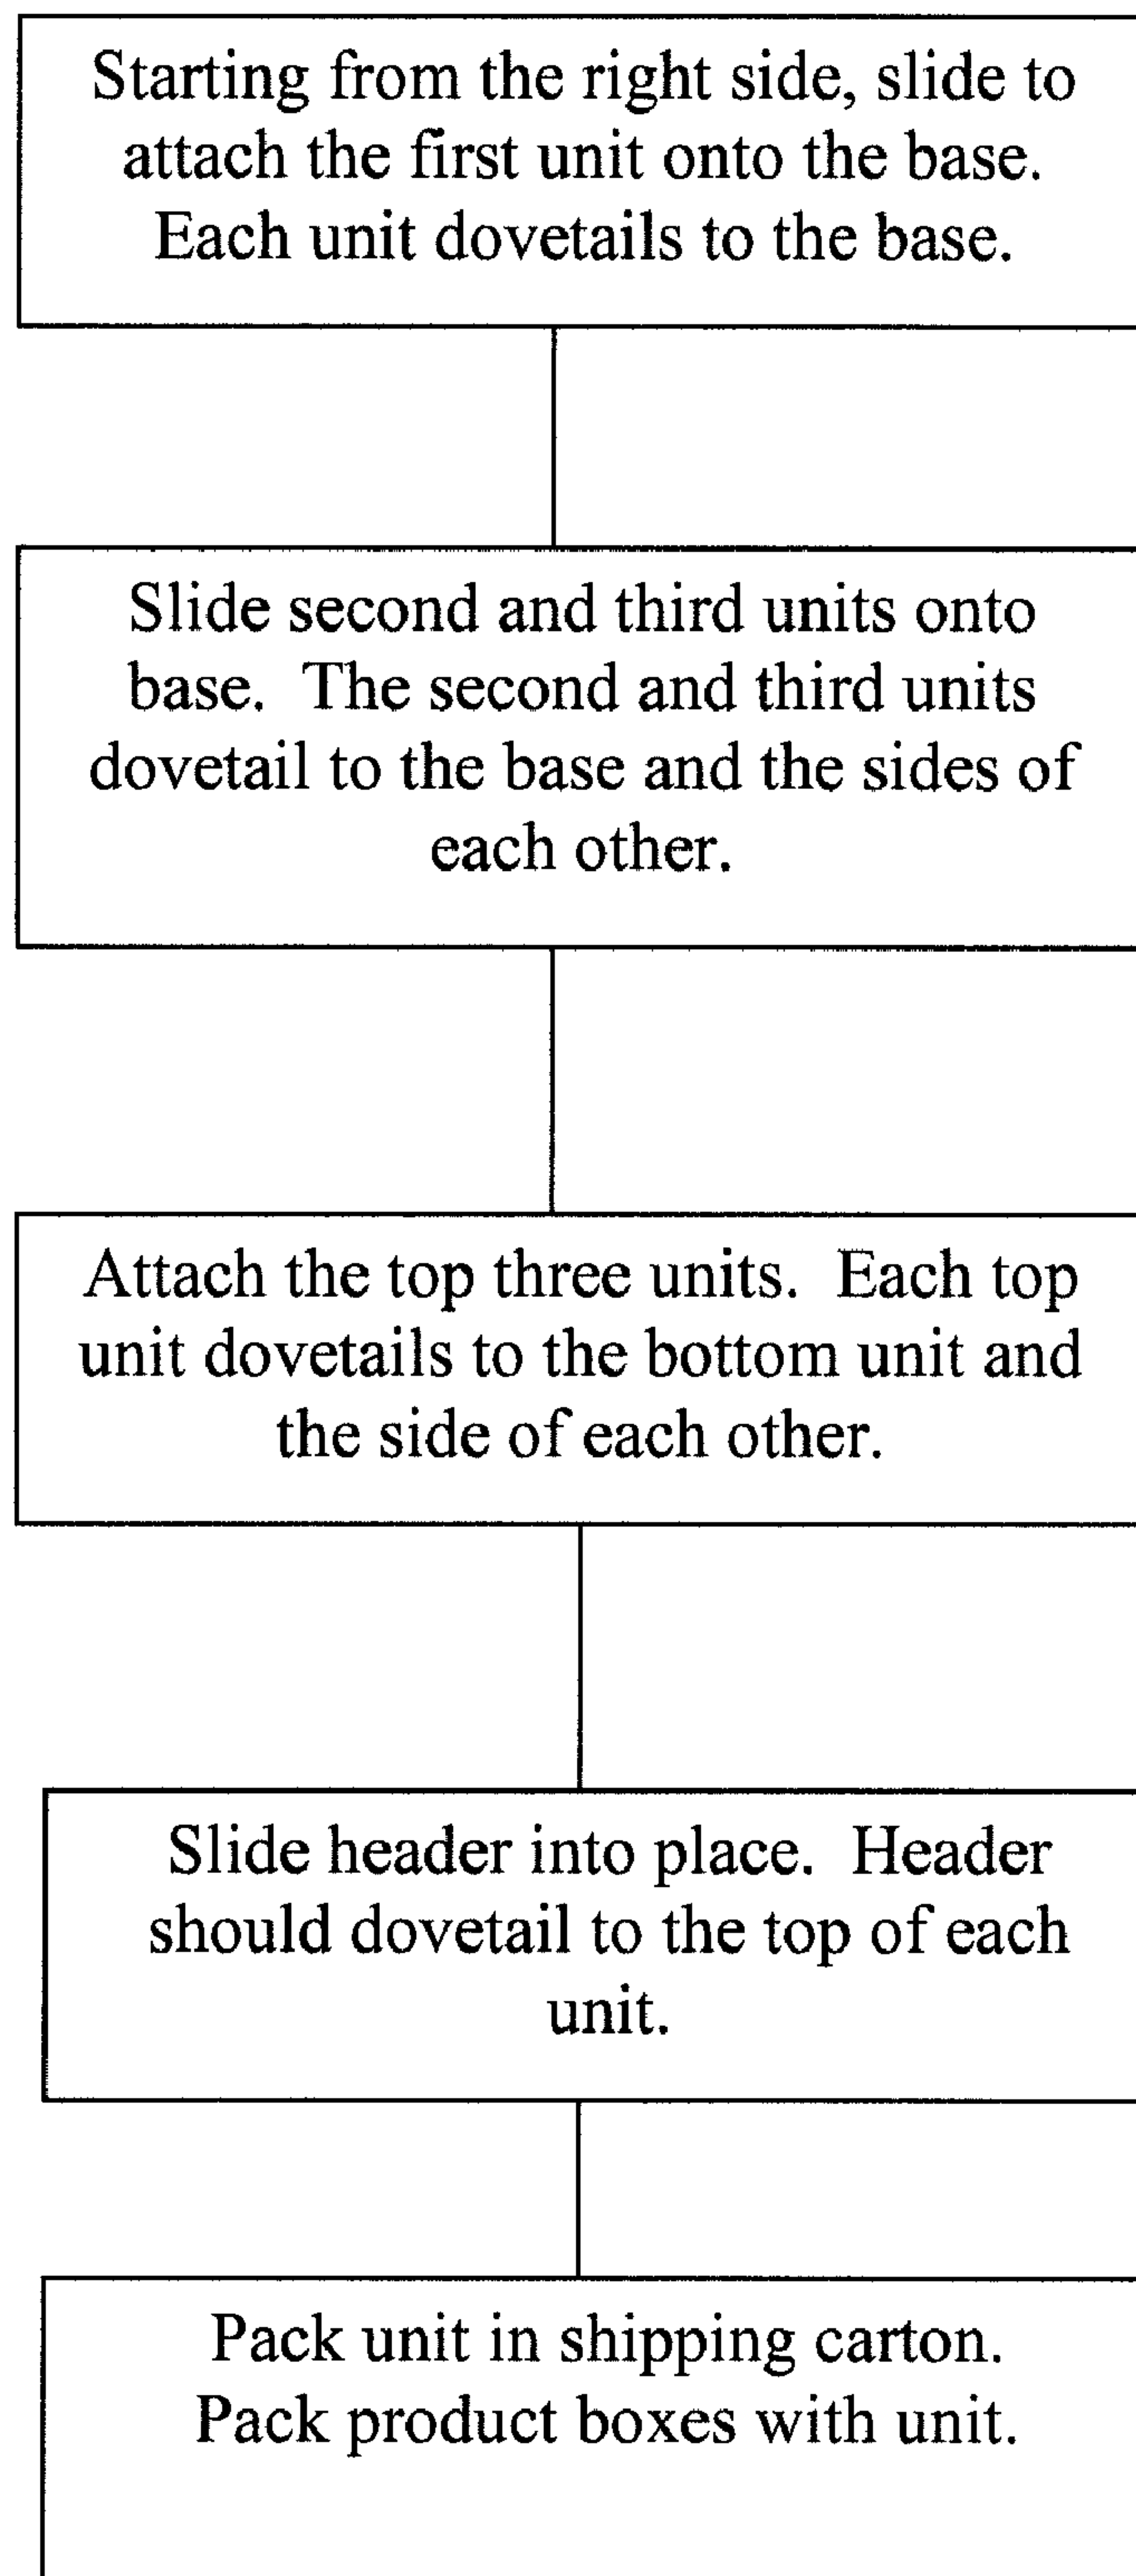 Starting from the right side, slide to
attach the first unit onto the base.
Each unit dovetails to the base.
Slide second and third units onto
base.  The second and third units
dovetail to the base and the sides of
each other.
Attach the top three units.  Each top
unit dovetails to the bottom unit and
the side of each other.
Slide header into place.  Header
should dovetail to the top of each
unit.
Pack unit in shipping carton.
Pack product boxes with unit.